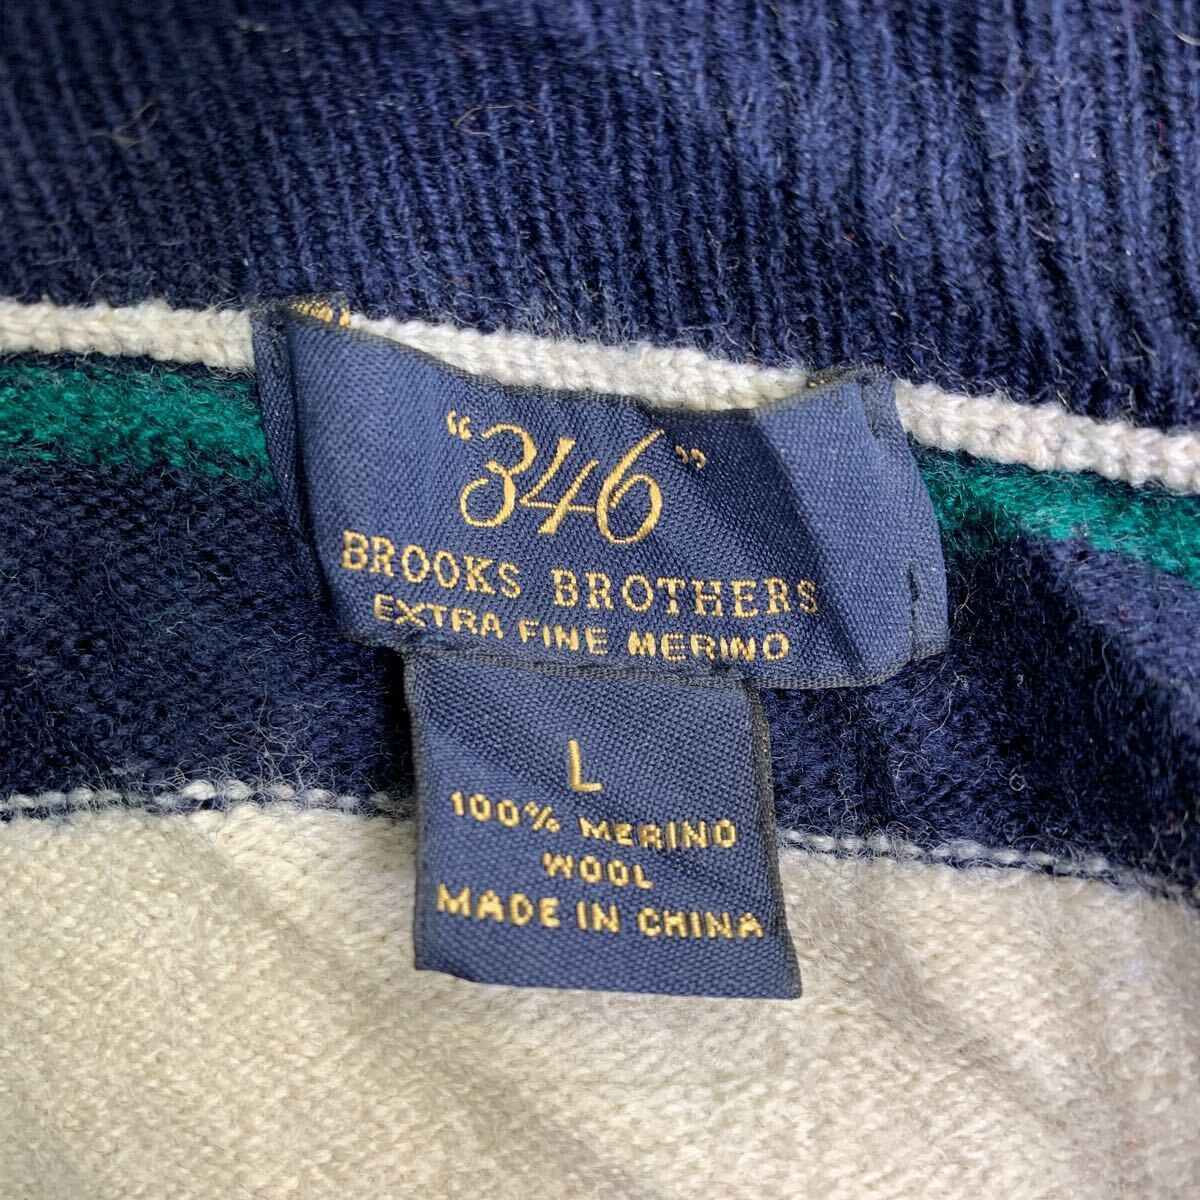 “346”
BROOKS BROTHERS
EXTRA FINE MERINO
L
100% MERINO
WOOL
MADE IN CHINA